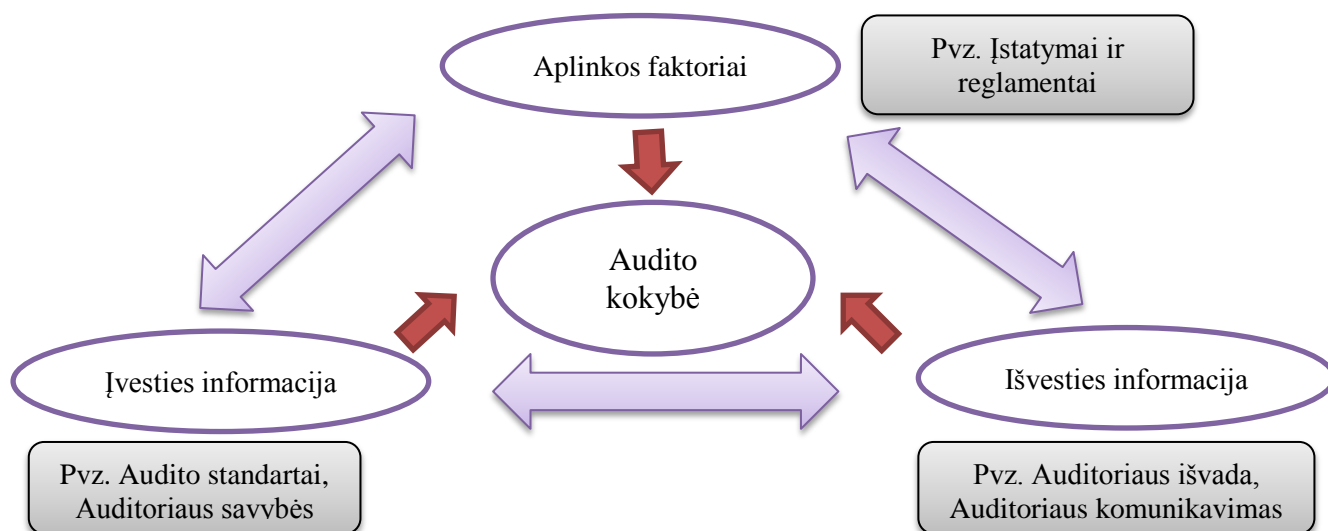 Aplinkos faktoriai
Pvz. Įstatymai ir
reglamentai
Audito
kokybė
Įvesties informacija
Išvesties informacija
Pvz. Audito standartai,
Auditoriaus savybės
Pvz. Auditoriaus išvada,
Auditoriaus komunikavimas